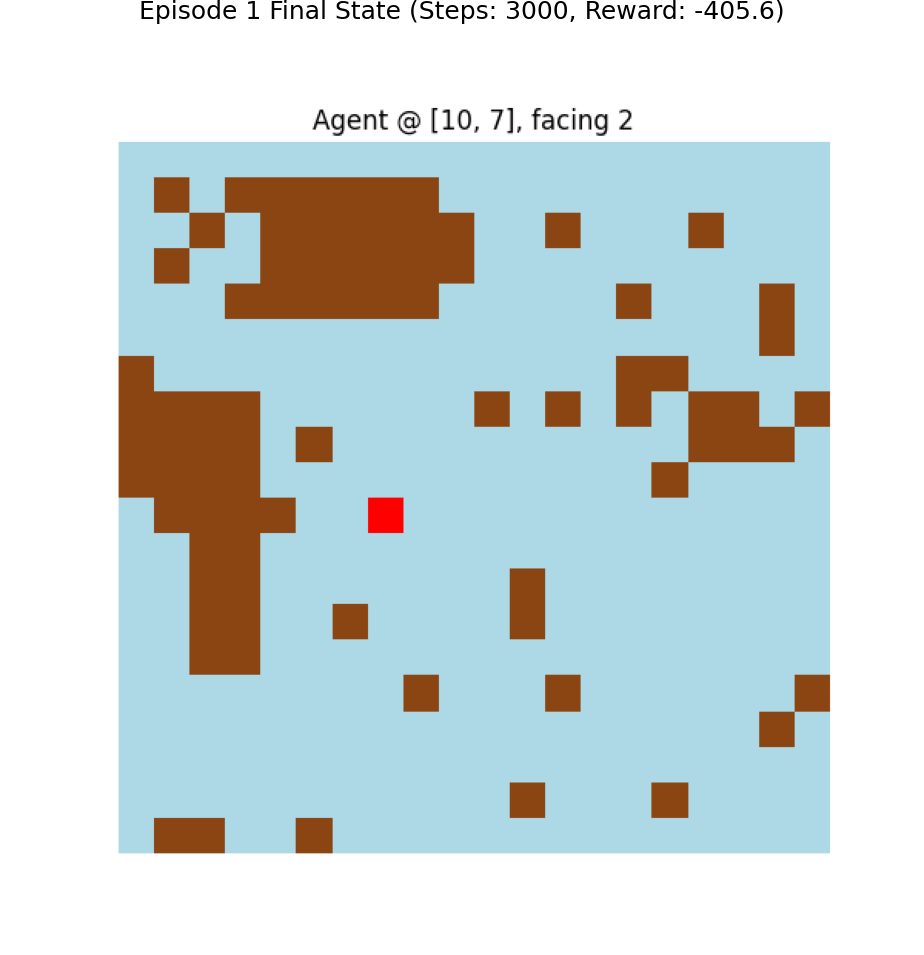 Episode 1 Final State (Steps: 3000, Reward: -405.6)
Agent @ [10, 7], facing 2